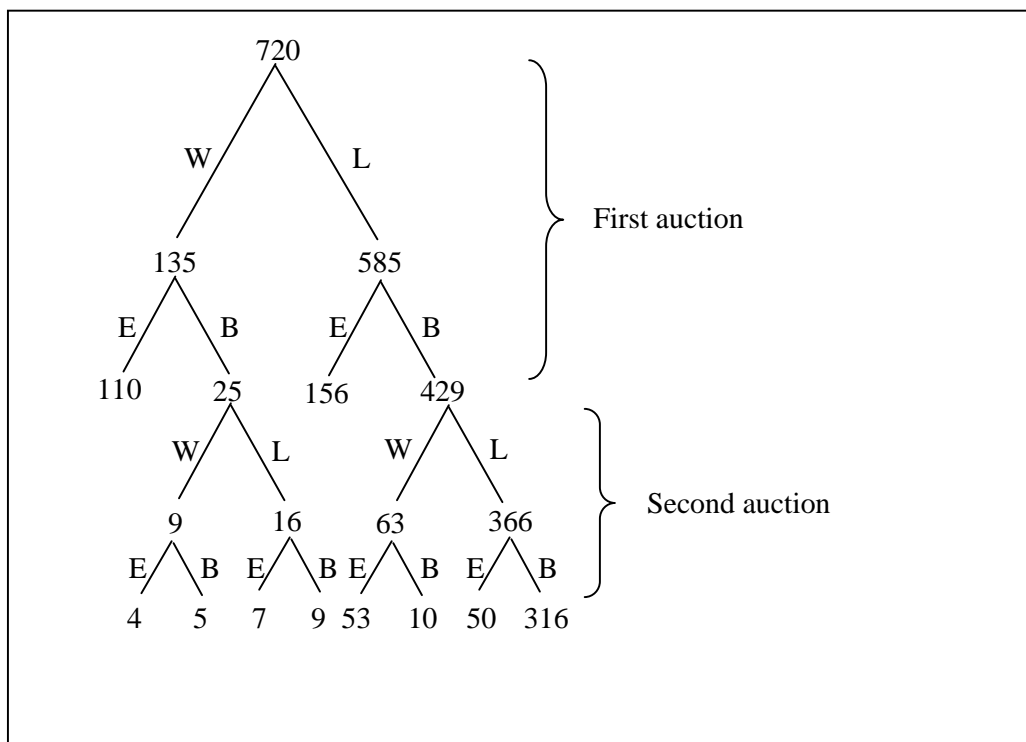 720
W L
First auction
135 585
E B E B
110 25 156 429
W L W L
Second auction
9 16 63 366
E B E B E B E B
4 5 7 9 53 10 50 316